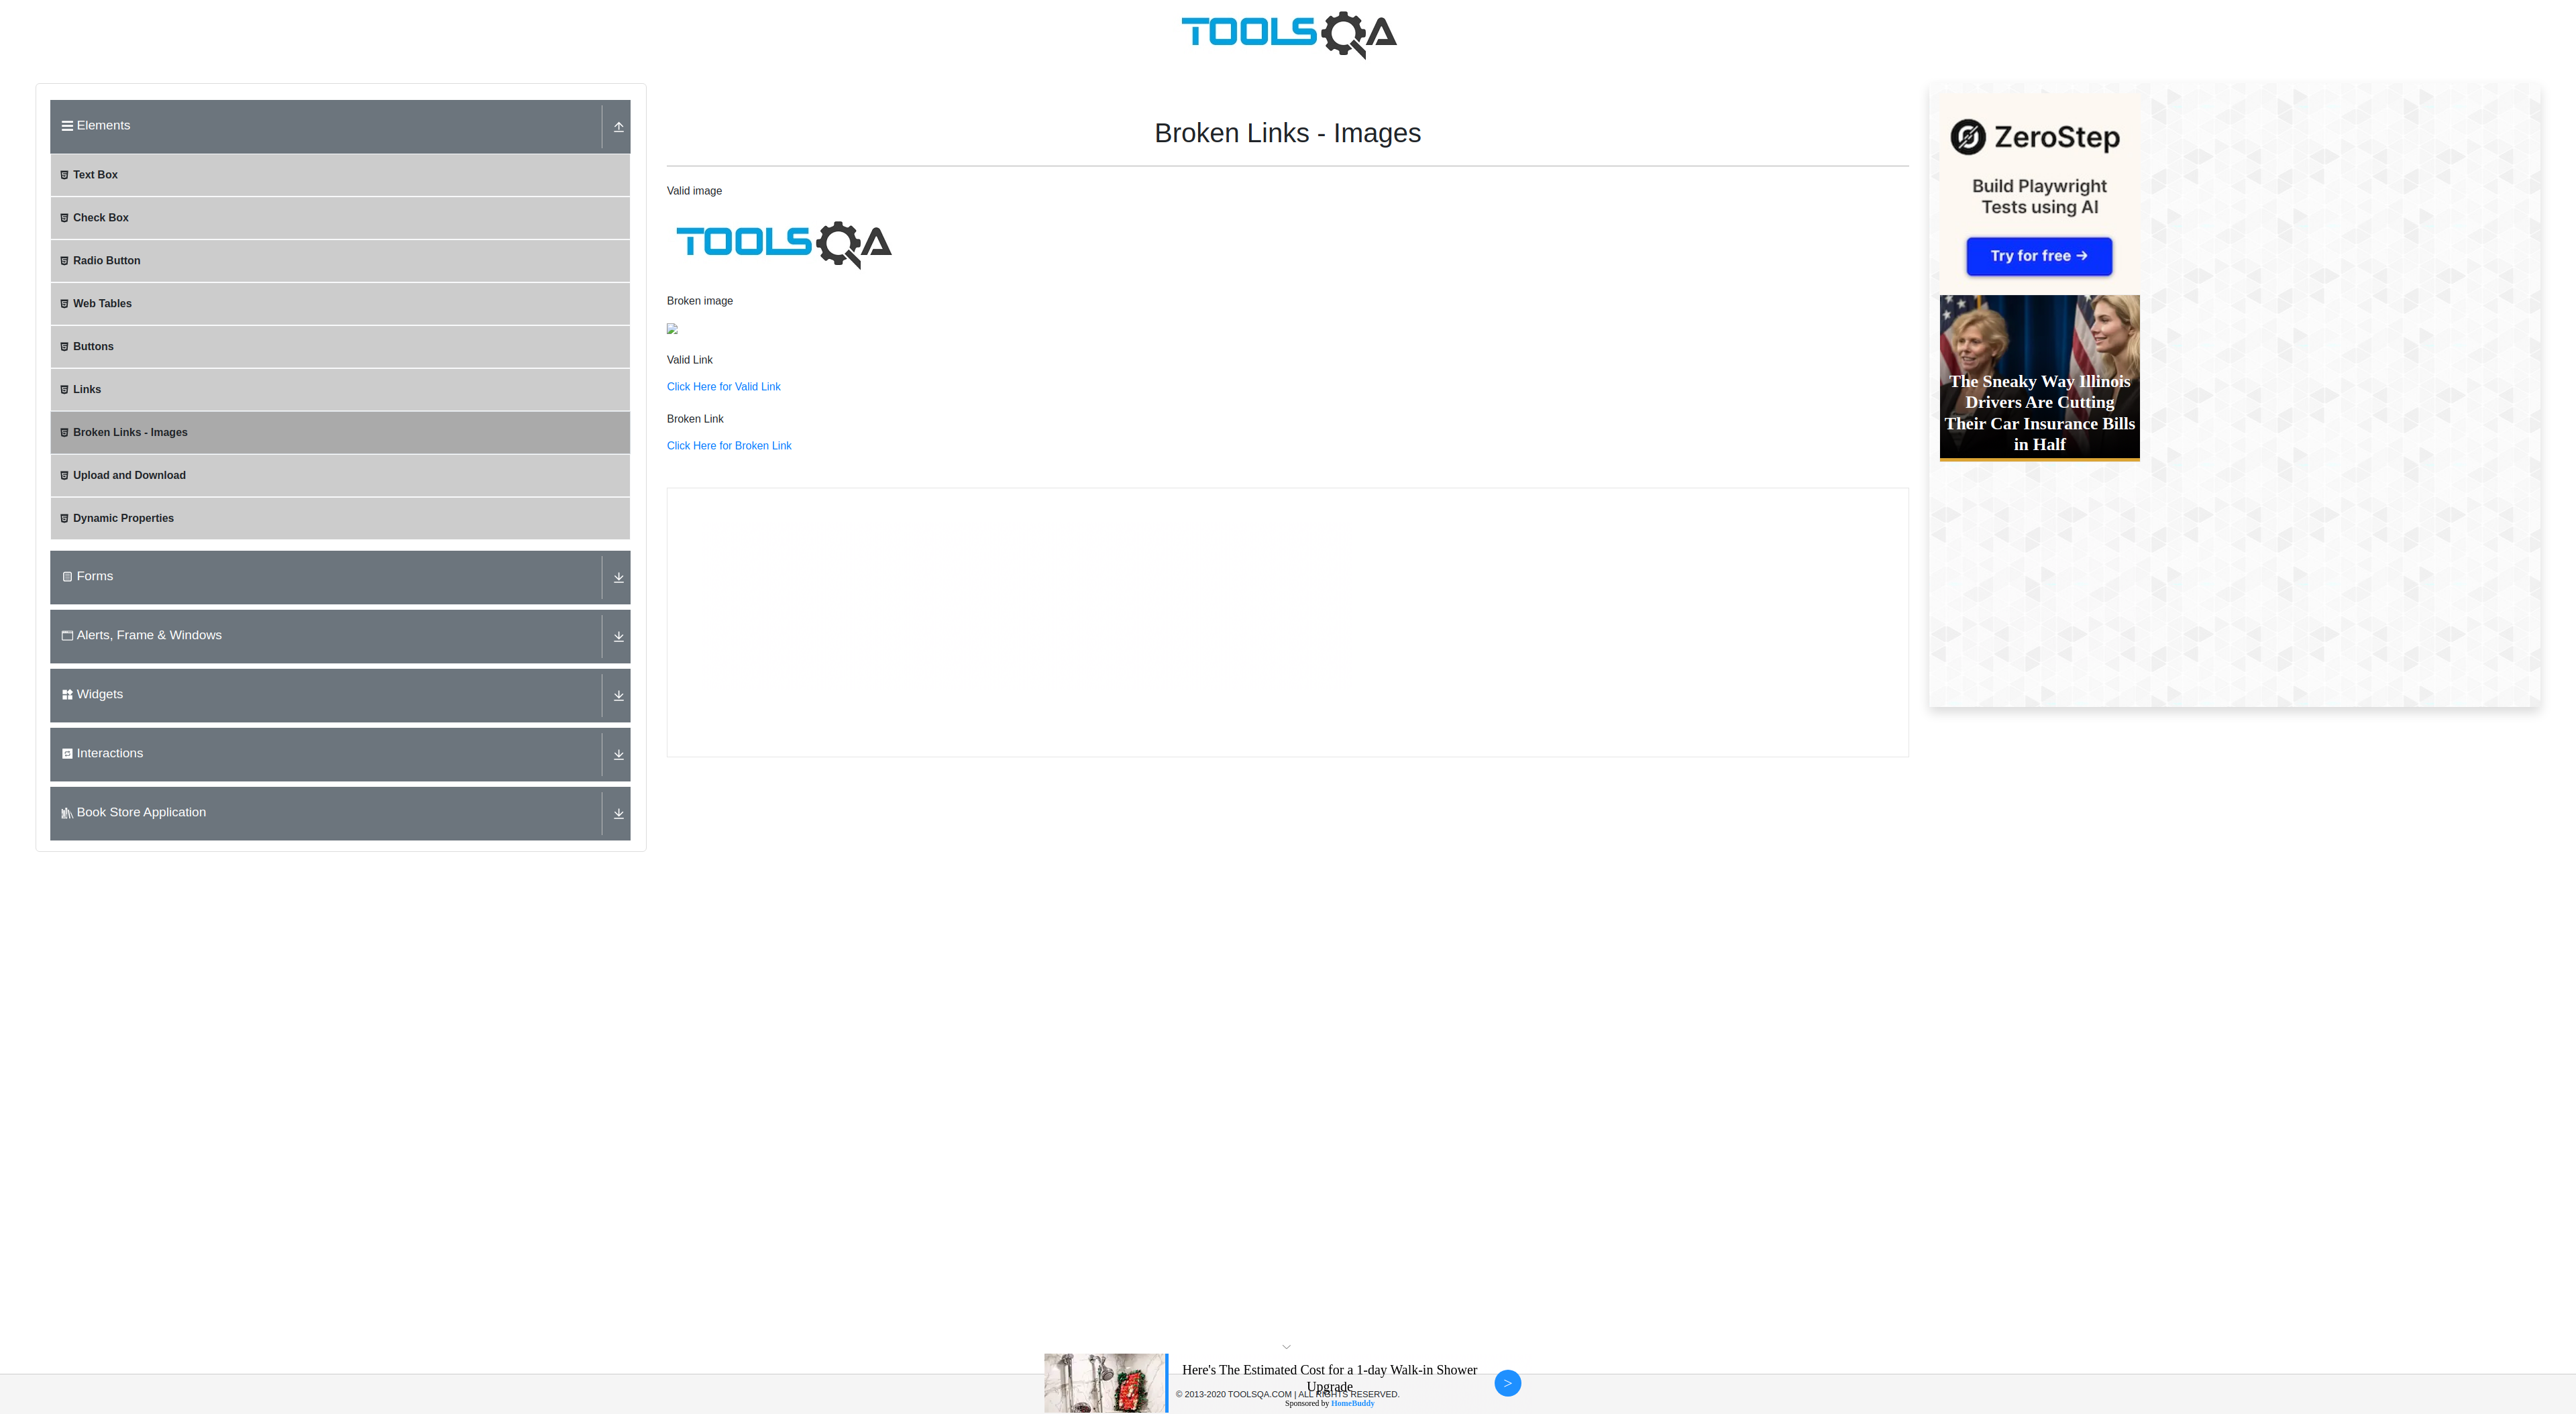 TOOLSQA
Elements
Text Box
Check Box
Radio Button
Web Tables
Buttons
Links
Broken Links - Images
Upload and Download
Dynamic Properties
Forms
Alerts, Frame & Windows
Widgets
Interactions
Book Store Application
Broken Links - Images
Valid image
TOOLSQA
Broken image
Valid Link
Click Here for Valid Link
Broken Link
Click Here for Broken Link
ZeroStep
Build Playwright
Tests using AI
Try for free →
The Sneaky Way Illinois
Drivers Are Cutting
Their Car Insurance Bills
in Half
Here's The Estimated Cost for a 1-day Walk-in Shower
Upgrade
>
© 2013-2020 TOOLSQA.COM | ALL RIGHTS RESERVED.
Sponsored by HomeBuddy